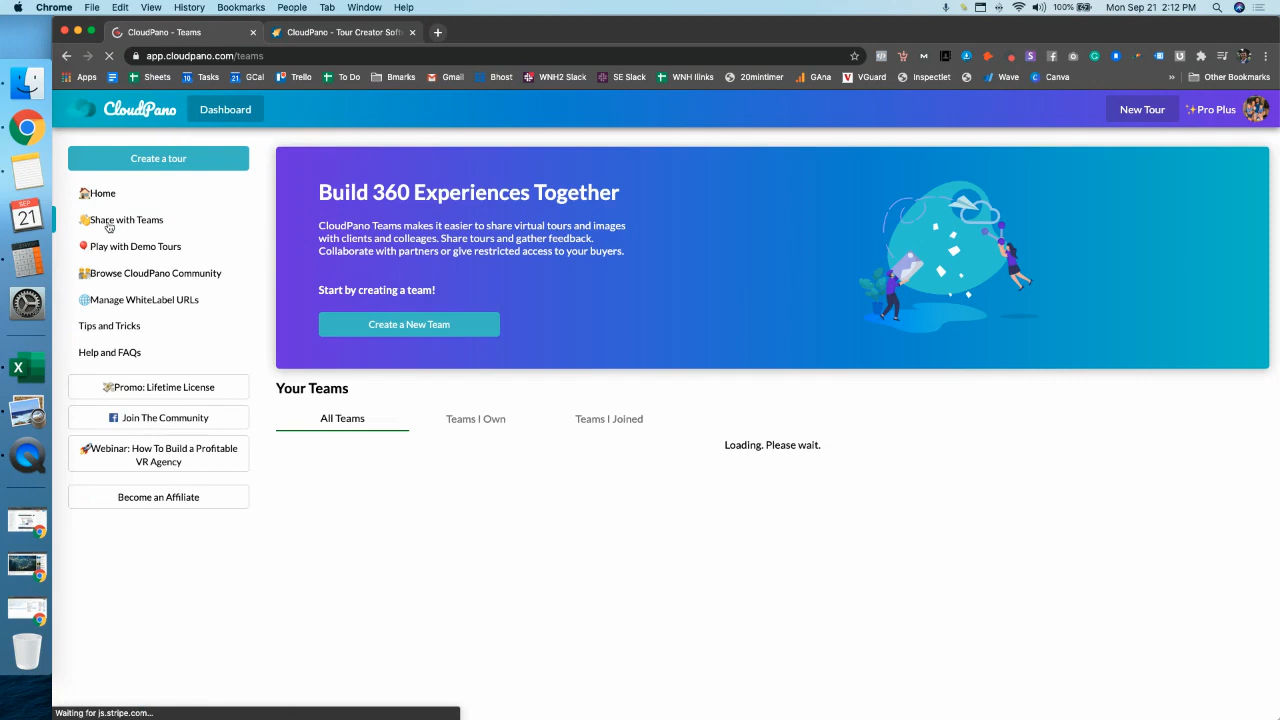 Chrome File Edit View History Bookmarks People Tab Window Help 100% Mon Sep 21 2:12 PM
CloudPano - Teams CloudPano - Tour Creator Soft
app.cloudpano.com/teams
Apps Sheets Tasks GCal Trello To Do Bmarks Gmail Bhost WNH2 Slack SE Slack WNH llinks 20mintimer GAna VGuard Inspectlet Wave Canva Other Bookmarks
CloudPano Dashboard New Tour ✨Pro Plus
Create a tour
Home
Share with Teams
Play with Demo Tours
Browse CloudPano Community
Manage WhiteLabel URLs
Tips and Tricks
Help and FAQs
Promo: Lifetime License
Join The Community
Webinar: How To Build a Profitable
VR Agency
Become an Affiliate
Build 360 Experiences Together
CloudPano Teams makes it easier to share virtual tours and images
with clients and colleages. Share tours and gather feedback.
Collaborate with partners or give restricted access to your buyers.
Start by creating a team!
Create a New Team
Your Teams
All Teams Teams I Own Teams I Joined
Loading. Please wait.
SEP
21
Waiting for js.stripe.com...